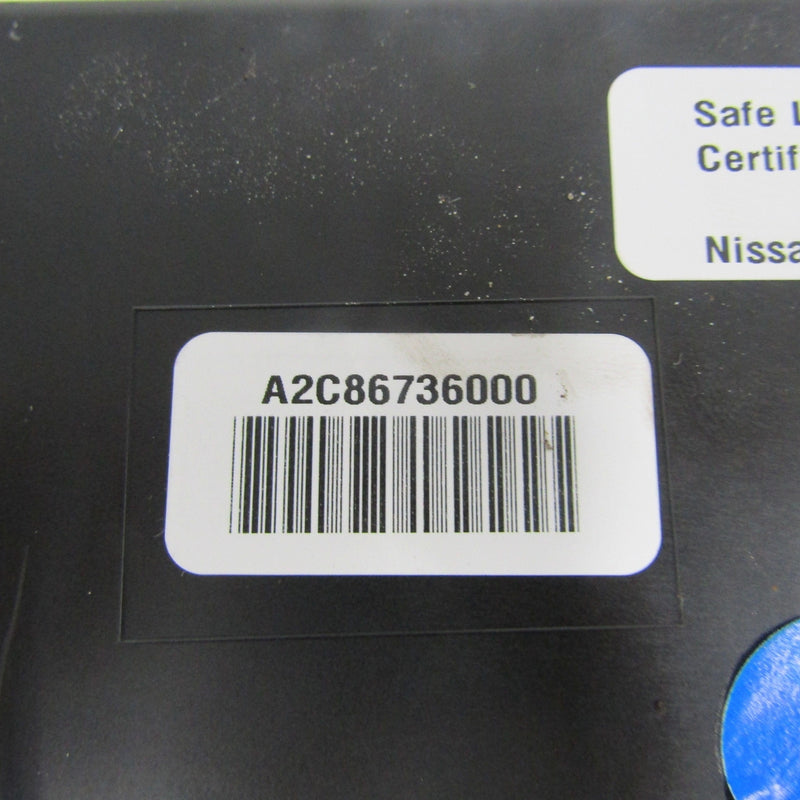 Safe
Certif
Nissa
A2C86736000